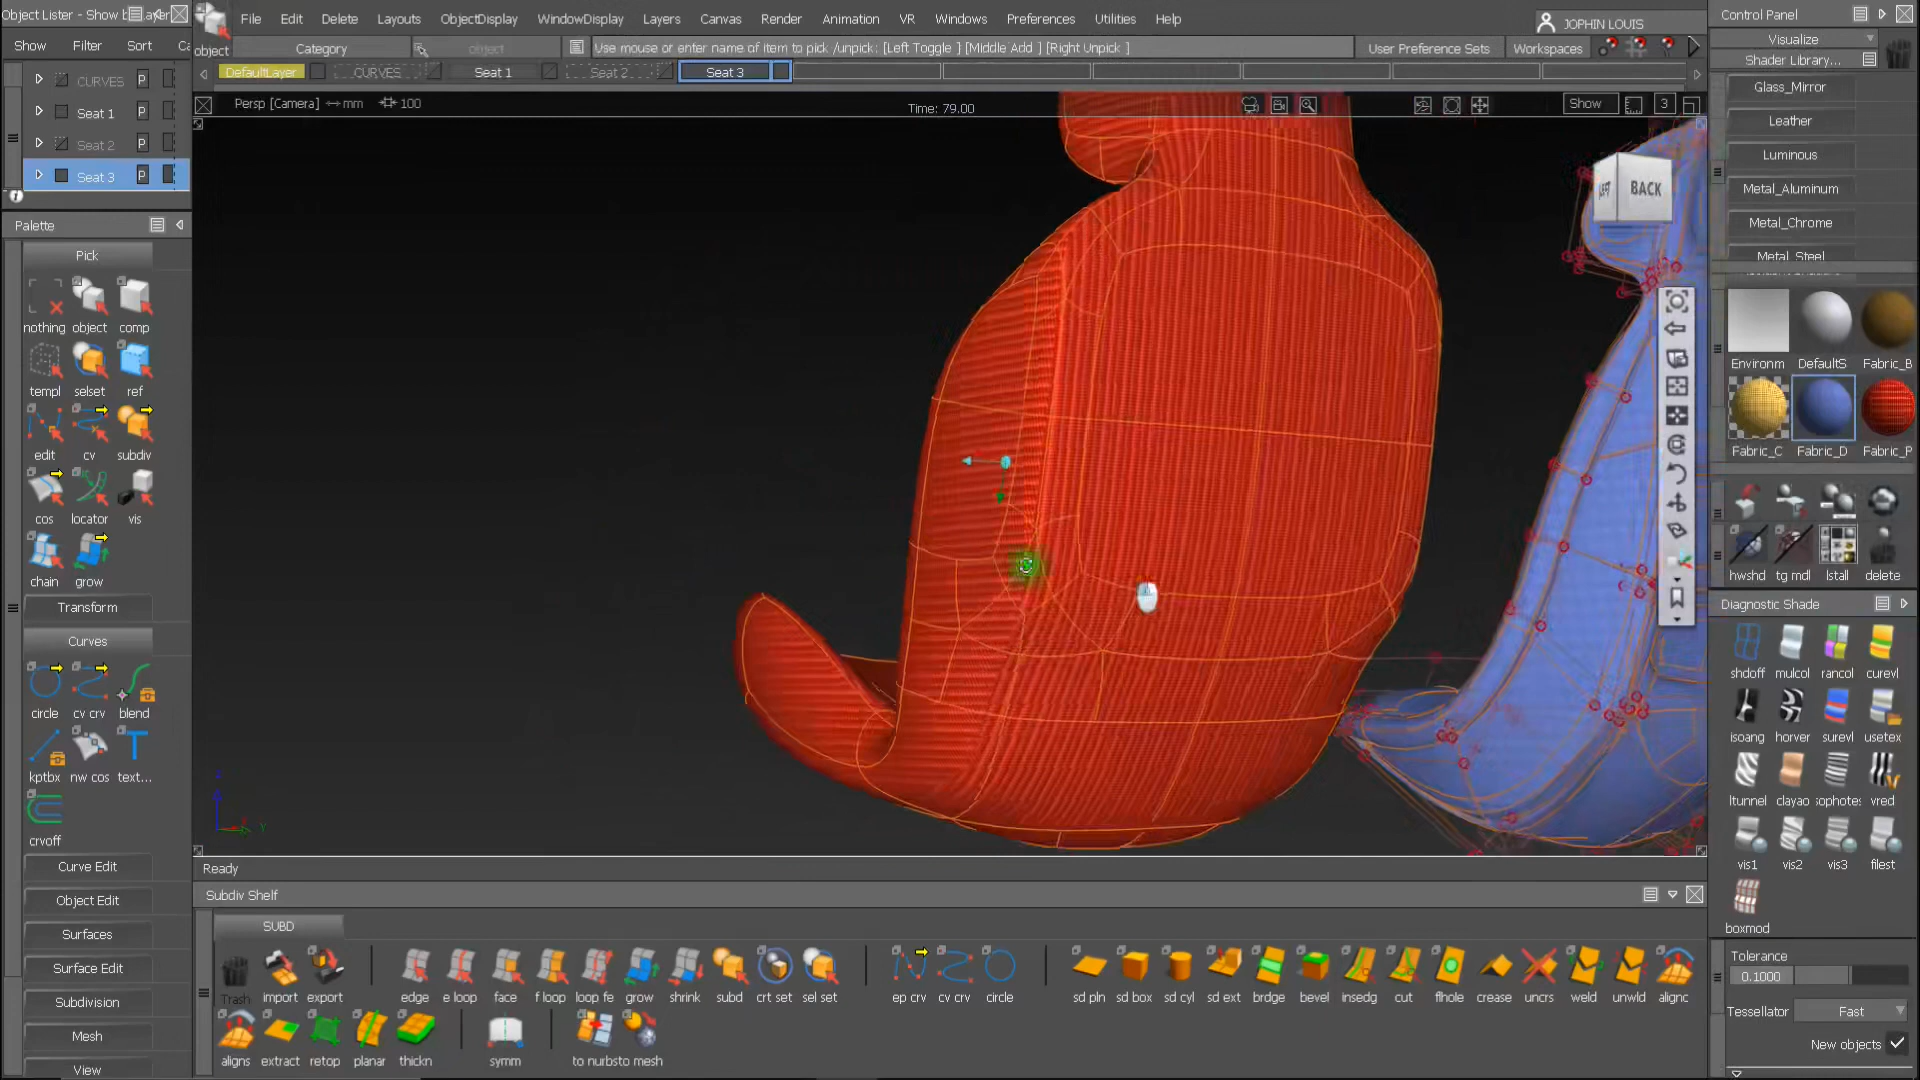 Object Lister - Show by Layer
Show Filter Sort Ca
CURVES P
Seat 1 P
Seat 2 P
Seat 3 P
object
File Edit Delete Layouts ObjectDisplay WindowDisplay Layers Canvas Render Animation VR Windows Preferences Utilities Help
JOPHIN LOUIS
Category
object
Use mouse or enter name of item to pick /unpick: [Left Toggle ] [Middle Add ] [Right Unpick ]
User Preference Sets
Workspaces
DefaultLayer CURVES Seat 1 Seat 2 Seat 3
Persp [Camera] mm 100
Time: 79.00
Show
3
LEFT BACK
Palette
Pick
nothing object comp
templ selset ref
edit cv subdiv
cos locator vis
chain grow
Transform
Curves
circle cv crv blend
kptbx nw cos text...
crvoff
Curve Edit
Object Edit
Surfaces
Surface Edit
Subdivision
Mesh
View
Ready
Subdiv Shelf
SUBD
Trash import export edge e loop face f loop loop fe grow shrink subd crt set sel set ep crv cv crv circle sd pln sd box sd cyl sd ext brdge bevel insedg cut flhole crease uncrs weld unwld alignc
aligns extract retop planar thickn symm to nurbs to mesh
Control Panel
Visualize
Shader Library...
Glass_Mirror
Leather
Luminous
Metal_Aluminum
Metal_Chrome
Metal_Steel
Environm DefaultS Fabric_B
Fabric_C Fabric_D Fabric_P
hwshd tg mdl lstall delete
Diagnostic Shade
shdoff mulcol rancol curevl
isoang horver surevl usetex
ltunnel clayao sophotes vred
vis1 vis2 vis3 filest
boxmod
Tolerance
0.1000
Tessellator Fast
New objects